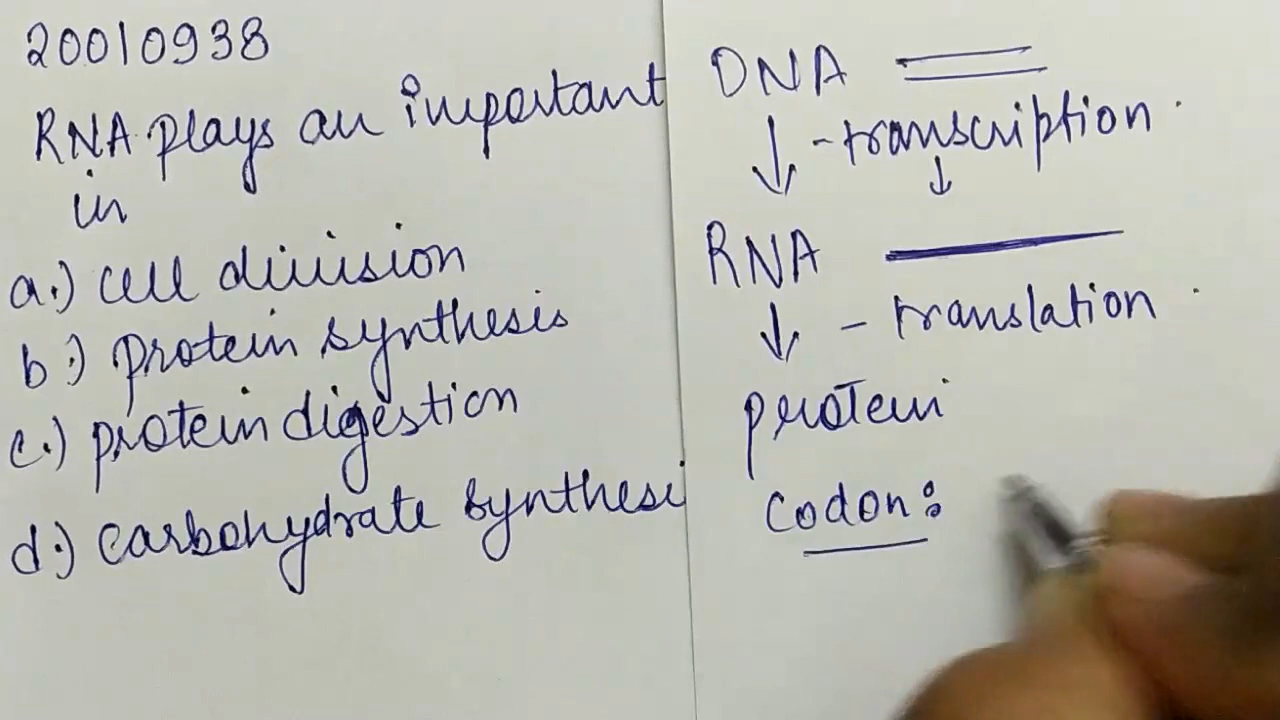 20010938
RNA plays an important
in
a.) cell division
b.) protein synthesis
c.) protein digestion
d.) carbohydrate synthesi
DNA
↓ - transcription
↓
RNA
↓ - translation
protein
codon: